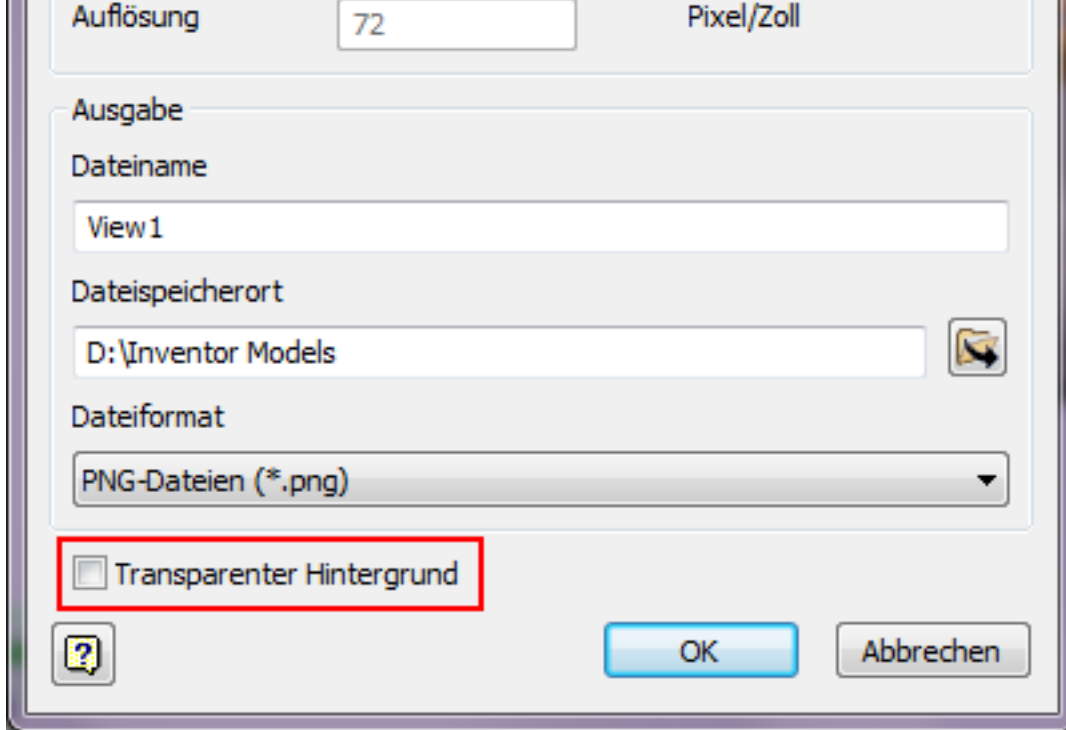 Auflösung 72 Pixel/Zoll
Ausgabe
Dateiname
View1
Dateispeicherort
D:\Inventor Models
Dateiformat
PNG-Dateien (*.png)
Transparenter Hintergrund
? OK Abbrechen